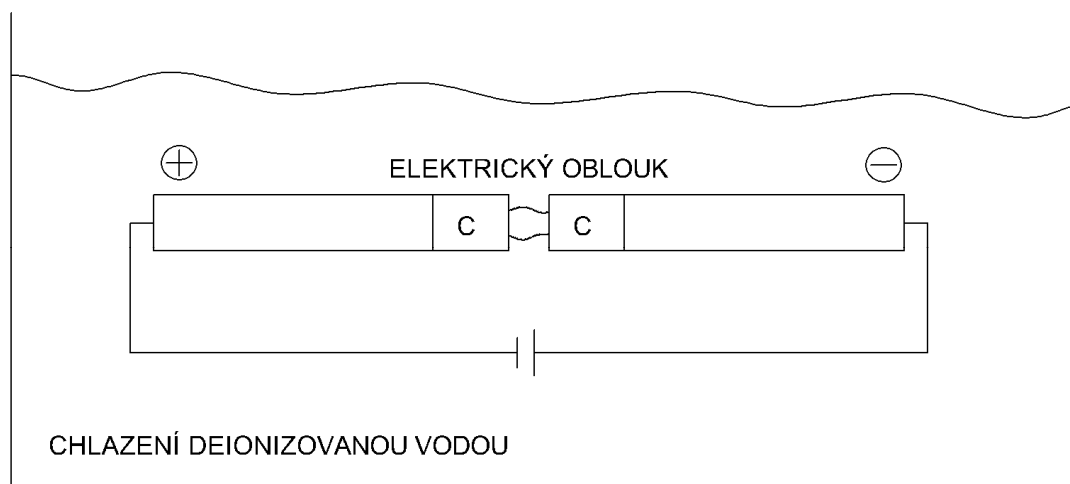 ELEKTRICKÝ OBLOUK
C C
CHLAZENÍ DEIONIZOVANOU VODOU